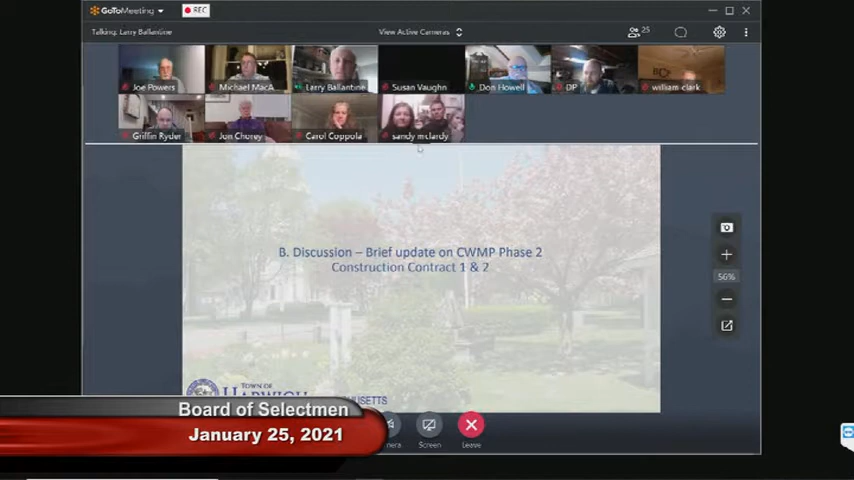 GoToMeeting
REC
Talking: Larry Ballantine
View Active Cameras
25
Joe Powers
Michael MacA
Larry Ballantine
Susan Vaughn
Don Howell
DP
william clark
Griffin Ryder
Jon Chorey
Carol Coppola
sandy mclardy
B. Discussion – Brief update on CWMP Phase 2
Construction Contract 1 & 2
56%
TOWN OF
Board of Selectmen
January 25, 2021
Screen
Leave